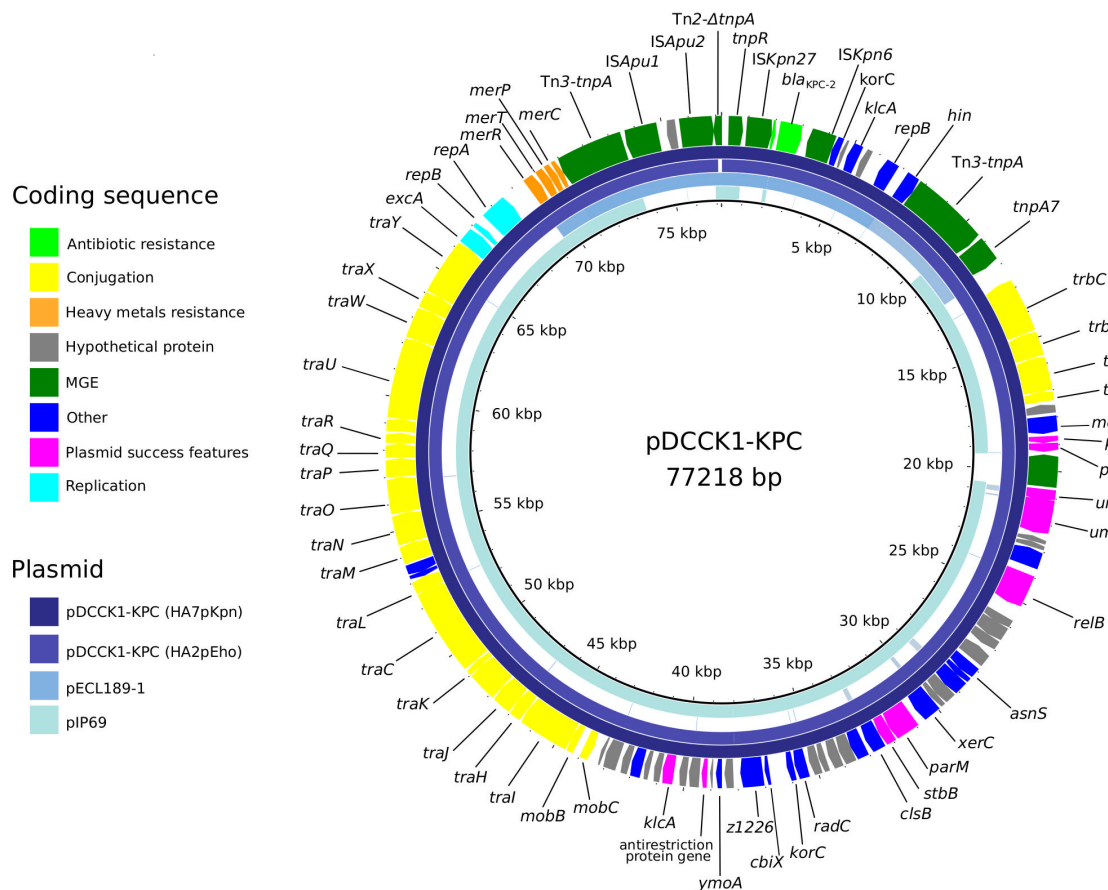 Coding sequence
Antibiotic resistance
Conjugation
Heavy metals resistance
Hypothetical protein
MGE
Other
Plasmid success features
Replication
Plasmid
pDCCK1-KPC (HA7pKpn)
pDCCK1-KPC (HA2pEho)
pECL189-1
pIP69
pDCCK1-KPC
77218 bp
5 kbp
10 kbp
15 kbp
20 kbp
25 kbp
30 kbp
35 kbp
40 kbp
45 kbp
50 kbp
55 kbp
60 kbp
65 kbp
70 kbp
75 kbp
Tn2-ΔtnpA
tnpR
ISKpn27
bla KPC-2
ISKpn6
korC
klcA
repB
hin
Tn3-tnpA
tnpA7
trbC
trb
t
t
m
p
ur
um
relB
asnS
xerC
parM
stbB
clsB
radC
korC
cbiX
z1226
ymoA
antirestriction
protein gene
klcA
mobC
mobB
traI
traH
traJ
traK
traC
traL
traM
traN
traO
traP
traQ
traR
traU
traW
traX
traY
excA
repB
repA
merR
merT
merP
merC
Tn3-tnpA
ISApu1
ISApu2